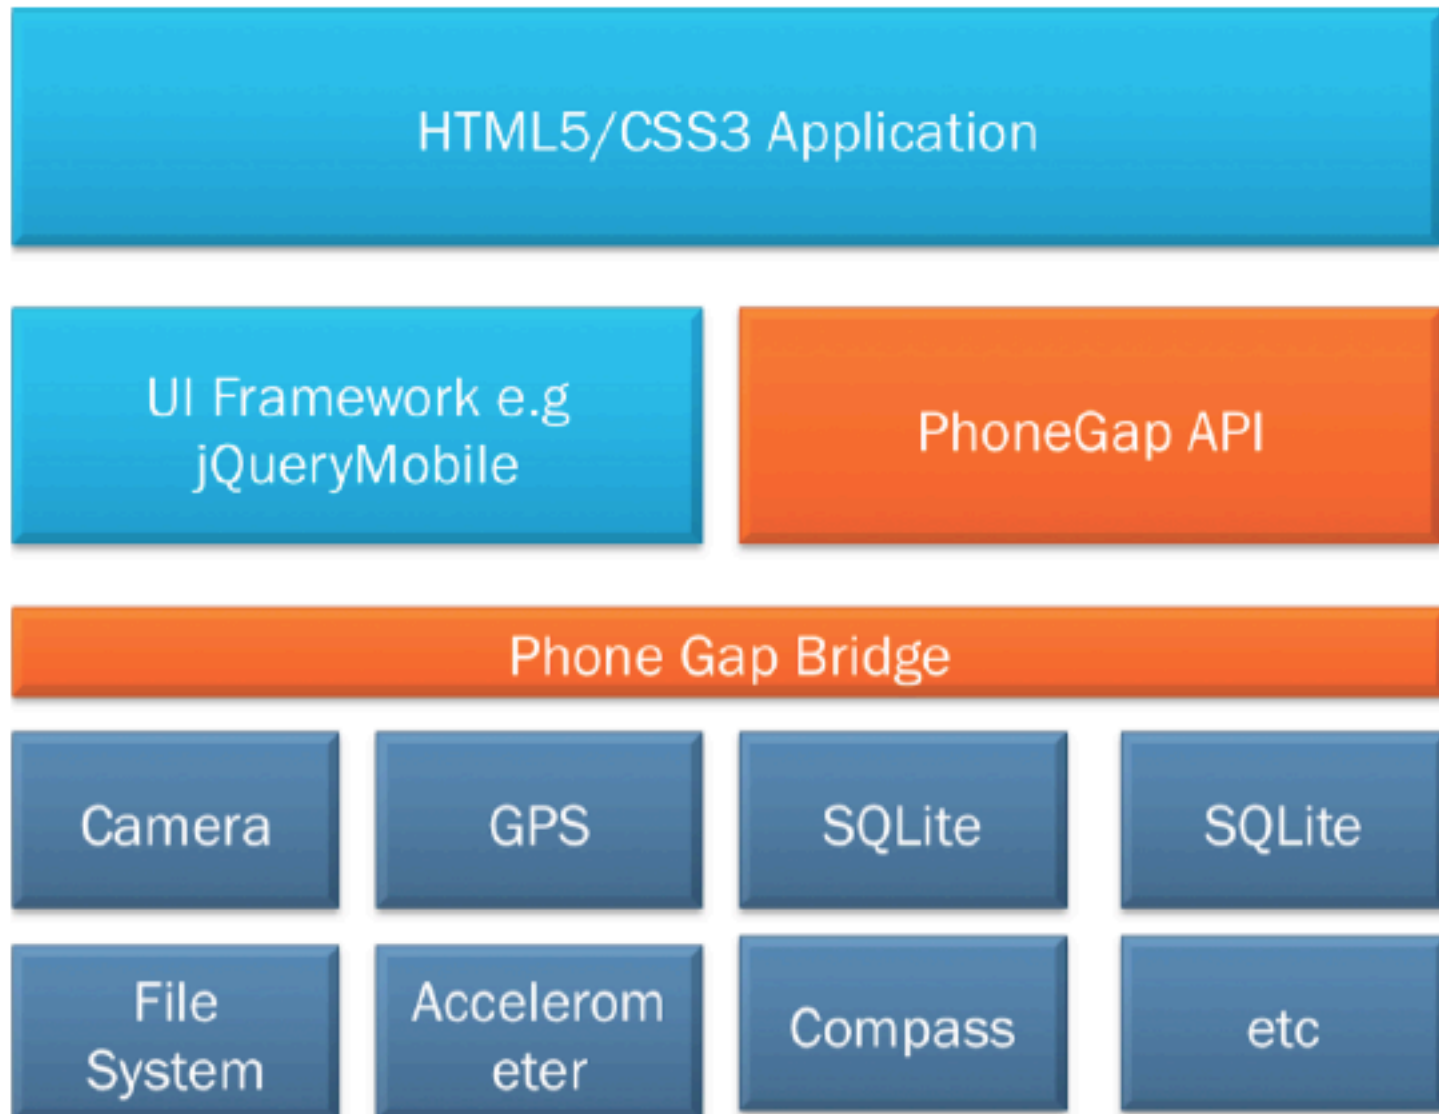 HTML5/CSS3 Application
UI Framework e.g
jQueryMobile
PhoneGap API
Phone Gap Bridge
Camera
GPS
SQLite
SQLite
File
System
Accelerom
eter
Compass
etc